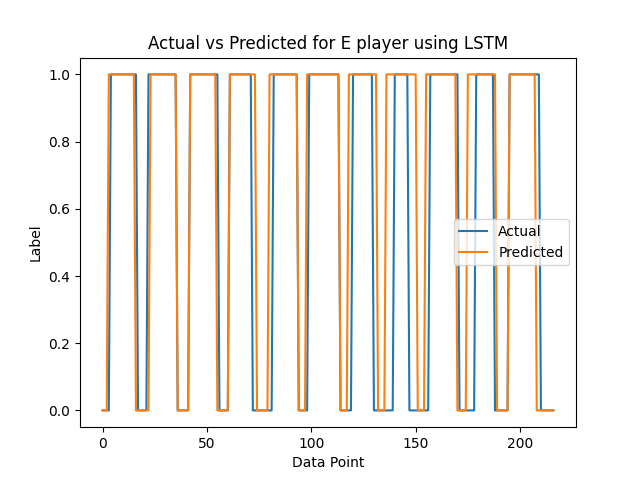 Actual vs Predicted for E player using LSTM
1.0
0.8
0.6
0.4
0.2
0.0
Label
Actual
Predicted
0 50 100 150 200
Data Point